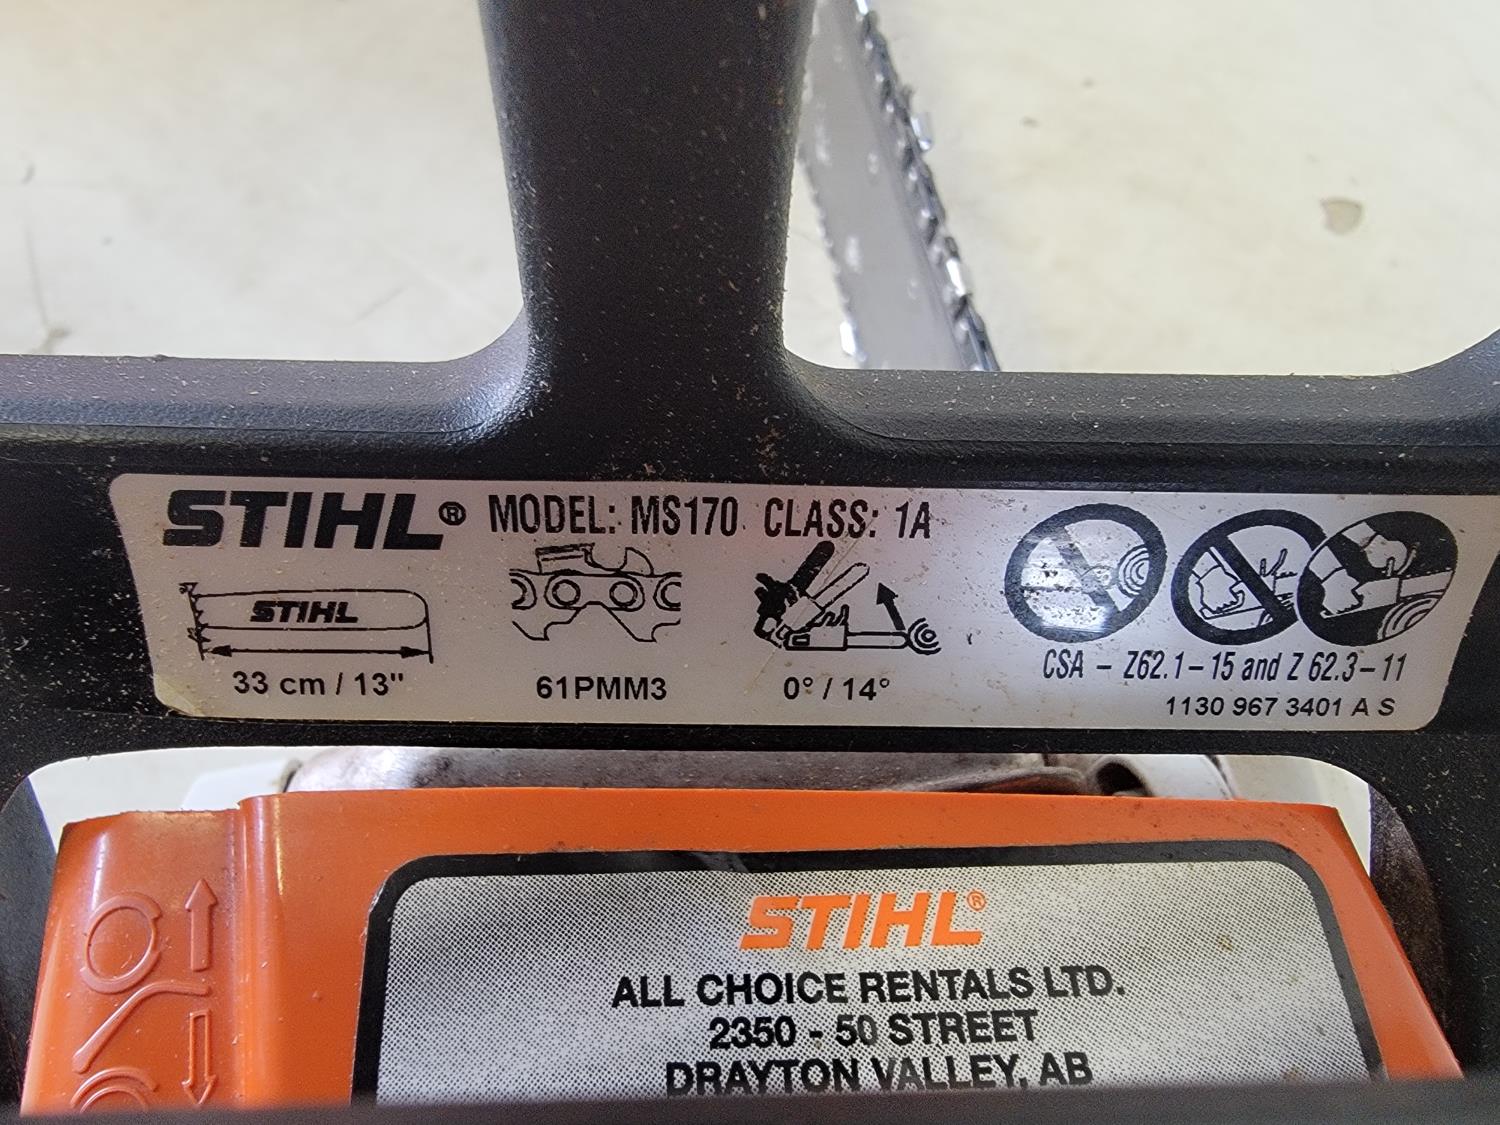 STIHL® MODEL: MS170 CLASS: 1A
STIHL
33 cm / 13"
61PMM3
0° / 14°
CSA - Z62.1-15 and Z 62.3-11
1130 967 3401 A S
STIHL®
ALL CHOICE RENTALS LTD.
2350 - 50 STREET
DRAYTON VALLEY, AB